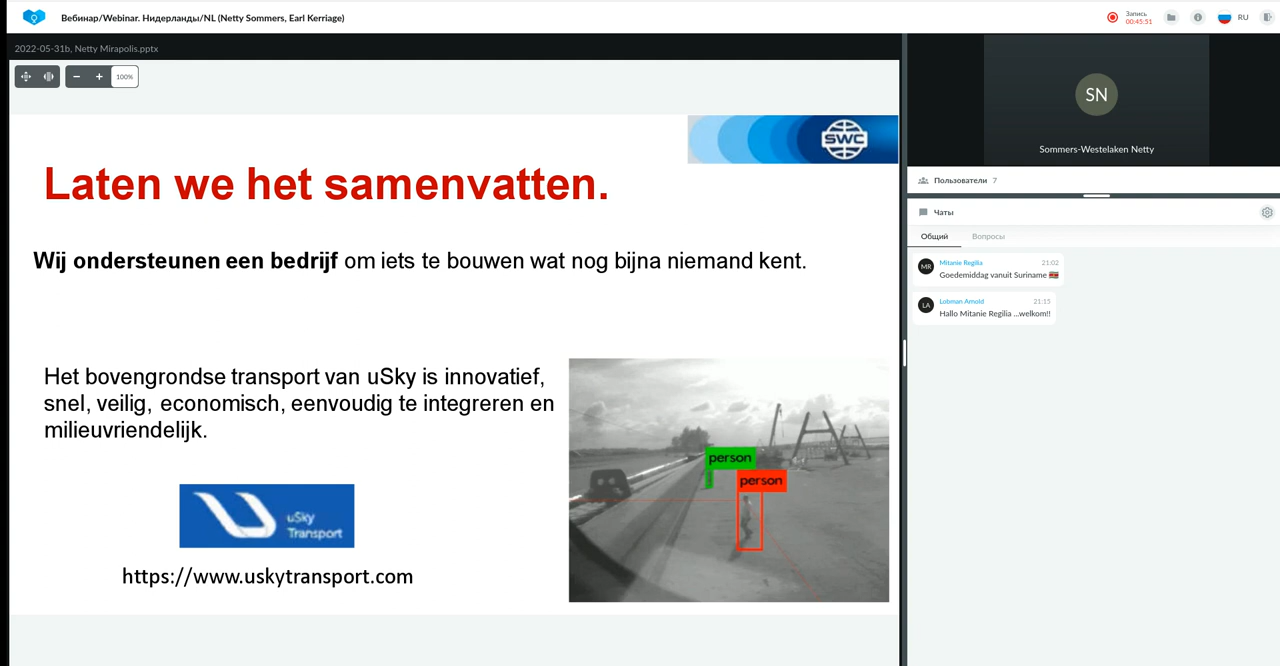 Вебинар/Webinar. Нидерланды/NL (Netty Sommers, Earl Kerriage)
Запись
00:45:51
RU
2022-05-31b, Netty Mirapolis.pptx
100%
SWC
Laten we het samenvatten.
Wij ondersteunen een bedrijf om iets te bouwen wat nog bijna niemand kent.
Het bovengrondse transport van uSky is innovatief,
snel, veilig, economisch, eenvoudig te integreren en
milieuvriendelijk.
person
person
uSky
Transport
https://www.uskytransport.com
SN
Sommers-Westelaken Netty
Пользователи 7
Чаты
Общий Вопросы
MR Mitanie Regilia 21:02
Goedemiddag vanuit Suriname 🇸🇷
LA Lobman Arnold 21:15
Hallo Mitanie Regilia ...welkom!!